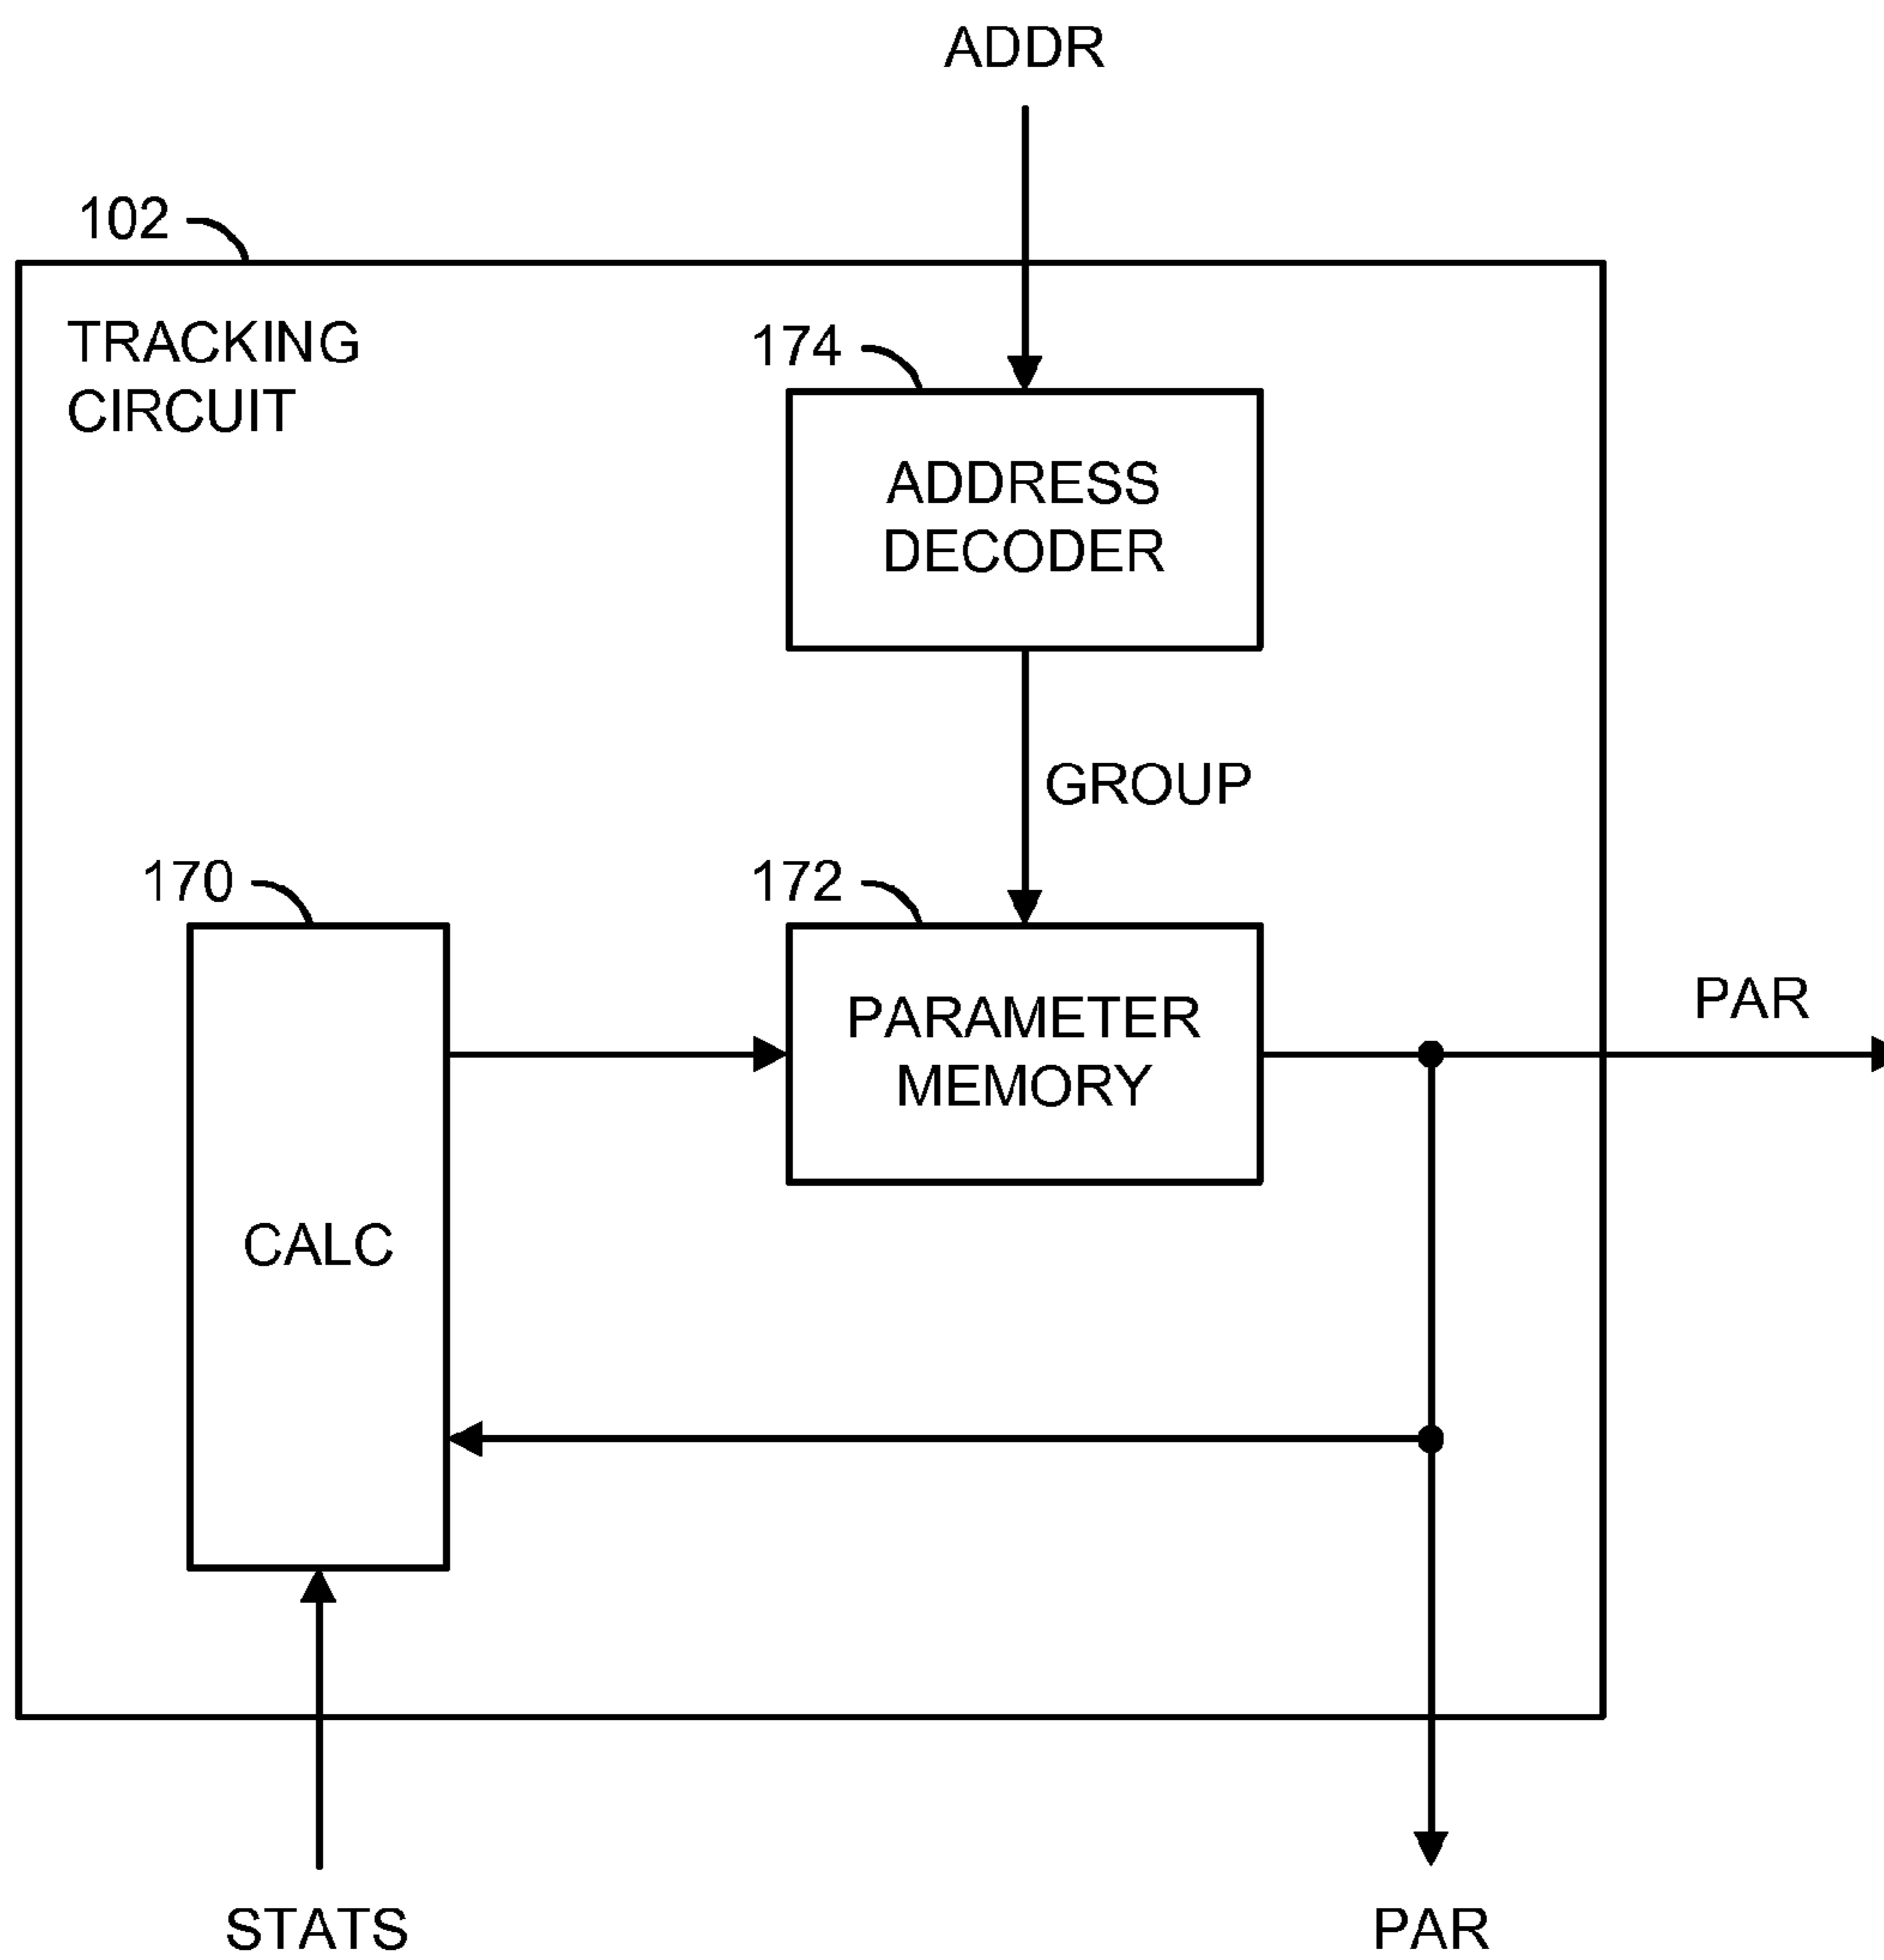 ADDR
102
TRACKING
CIRCUIT
174
ADDRESS
DECODER
GROUP
170
172
PARAMETER
MEMORY
PAR
CALC
STATS
PAR